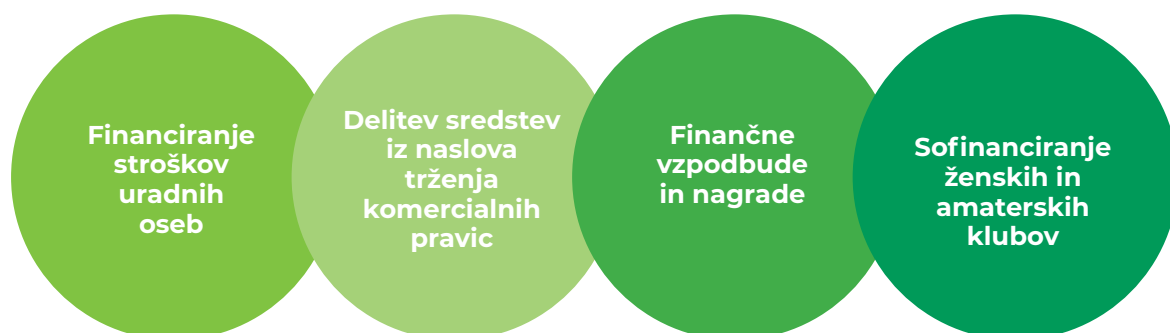 Financiranje
stroškov
uradnih
oseb
Delitev sredstev
iz naslova
trženja
komercialnih
pravic
Finančne
vzpodbude
in nagrade
Sofinanciranje
ženskih in
amaterskih
klubov